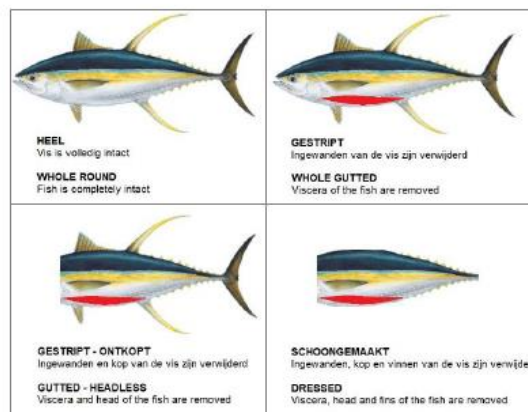 HEEL
Vis is volledig intact
WHOLE ROUND
Fish is completely intact
GESTRIPT
Ingewanden van de vis zijn verwijderd
WHOLE GUTTED
Viscera of the fish are removed
GESTRIPT - ONTKOPT
Ingewanden en kop van de vis zijn verwijderd
GUTTED - HEADLESS
Viscera and head of the fish are removed
SCHOONGEMAAKT
Ingewanden, kop en vinnen van de vis zijn verwijde
DRESSED
Viscera, head and fins of the fish are removed